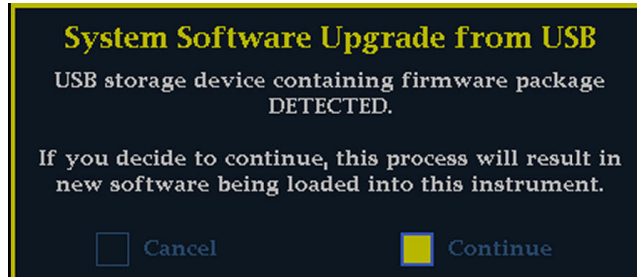 System Software Upgrade from USB
USB storage device containing firmware package
DETECTED.
If you decide to continue, this process will result in
new software being loaded into this instrument.
Cancel
Continue